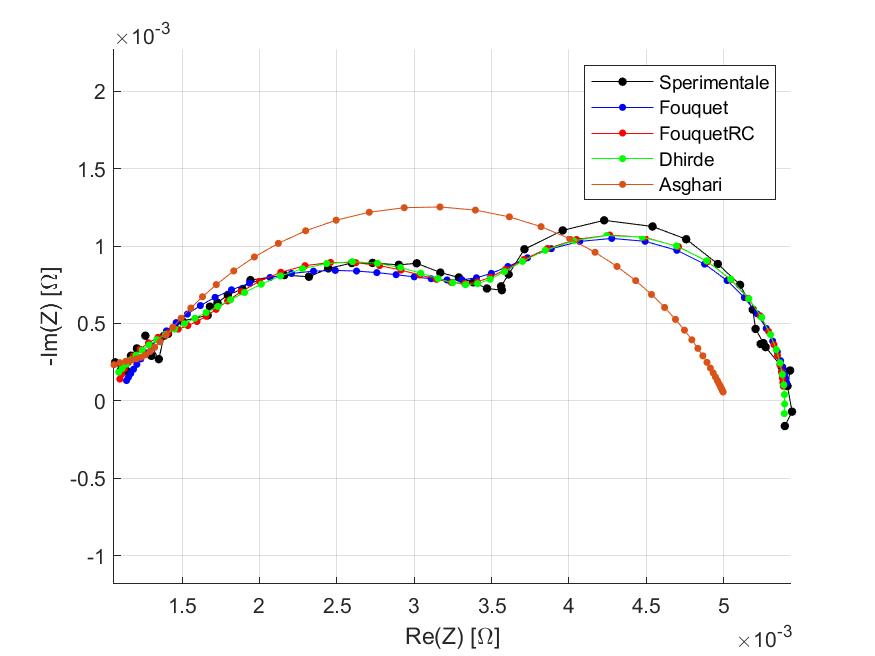 ×10⁻³
2
1.5
1
0.5
0
-0.5
-1
-Im(Z) [Ω]
Sperimentale
Fouquet
FouquetRC
Dhirde
Asghari
1.5 2 2.5 3 3.5 4 4.5 5
Re(Z) [Ω]
×10⁻³